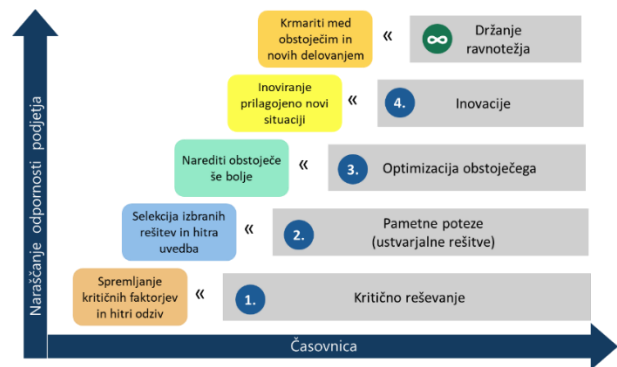 Naraščanje odpornosti podjetja
Krmariti med
obstoječim in
novih delovanjem
«
∞
Držanje
ravnotežja
Inoviranje
prilagojeno novi
situaciji
«
4.
Inovacije
Narediti obstoječe
še bolje
«
3.
Optimizacija obstoječega
Selekcija izbranih
rešitev in hitra
uvedba
«
2.
Pametne poteze
(ustvarjalne rešitve)
Spremljanje
kritičnih faktorjev
in hitri odziv
«
1.
Kritično reševanje
Časovnica